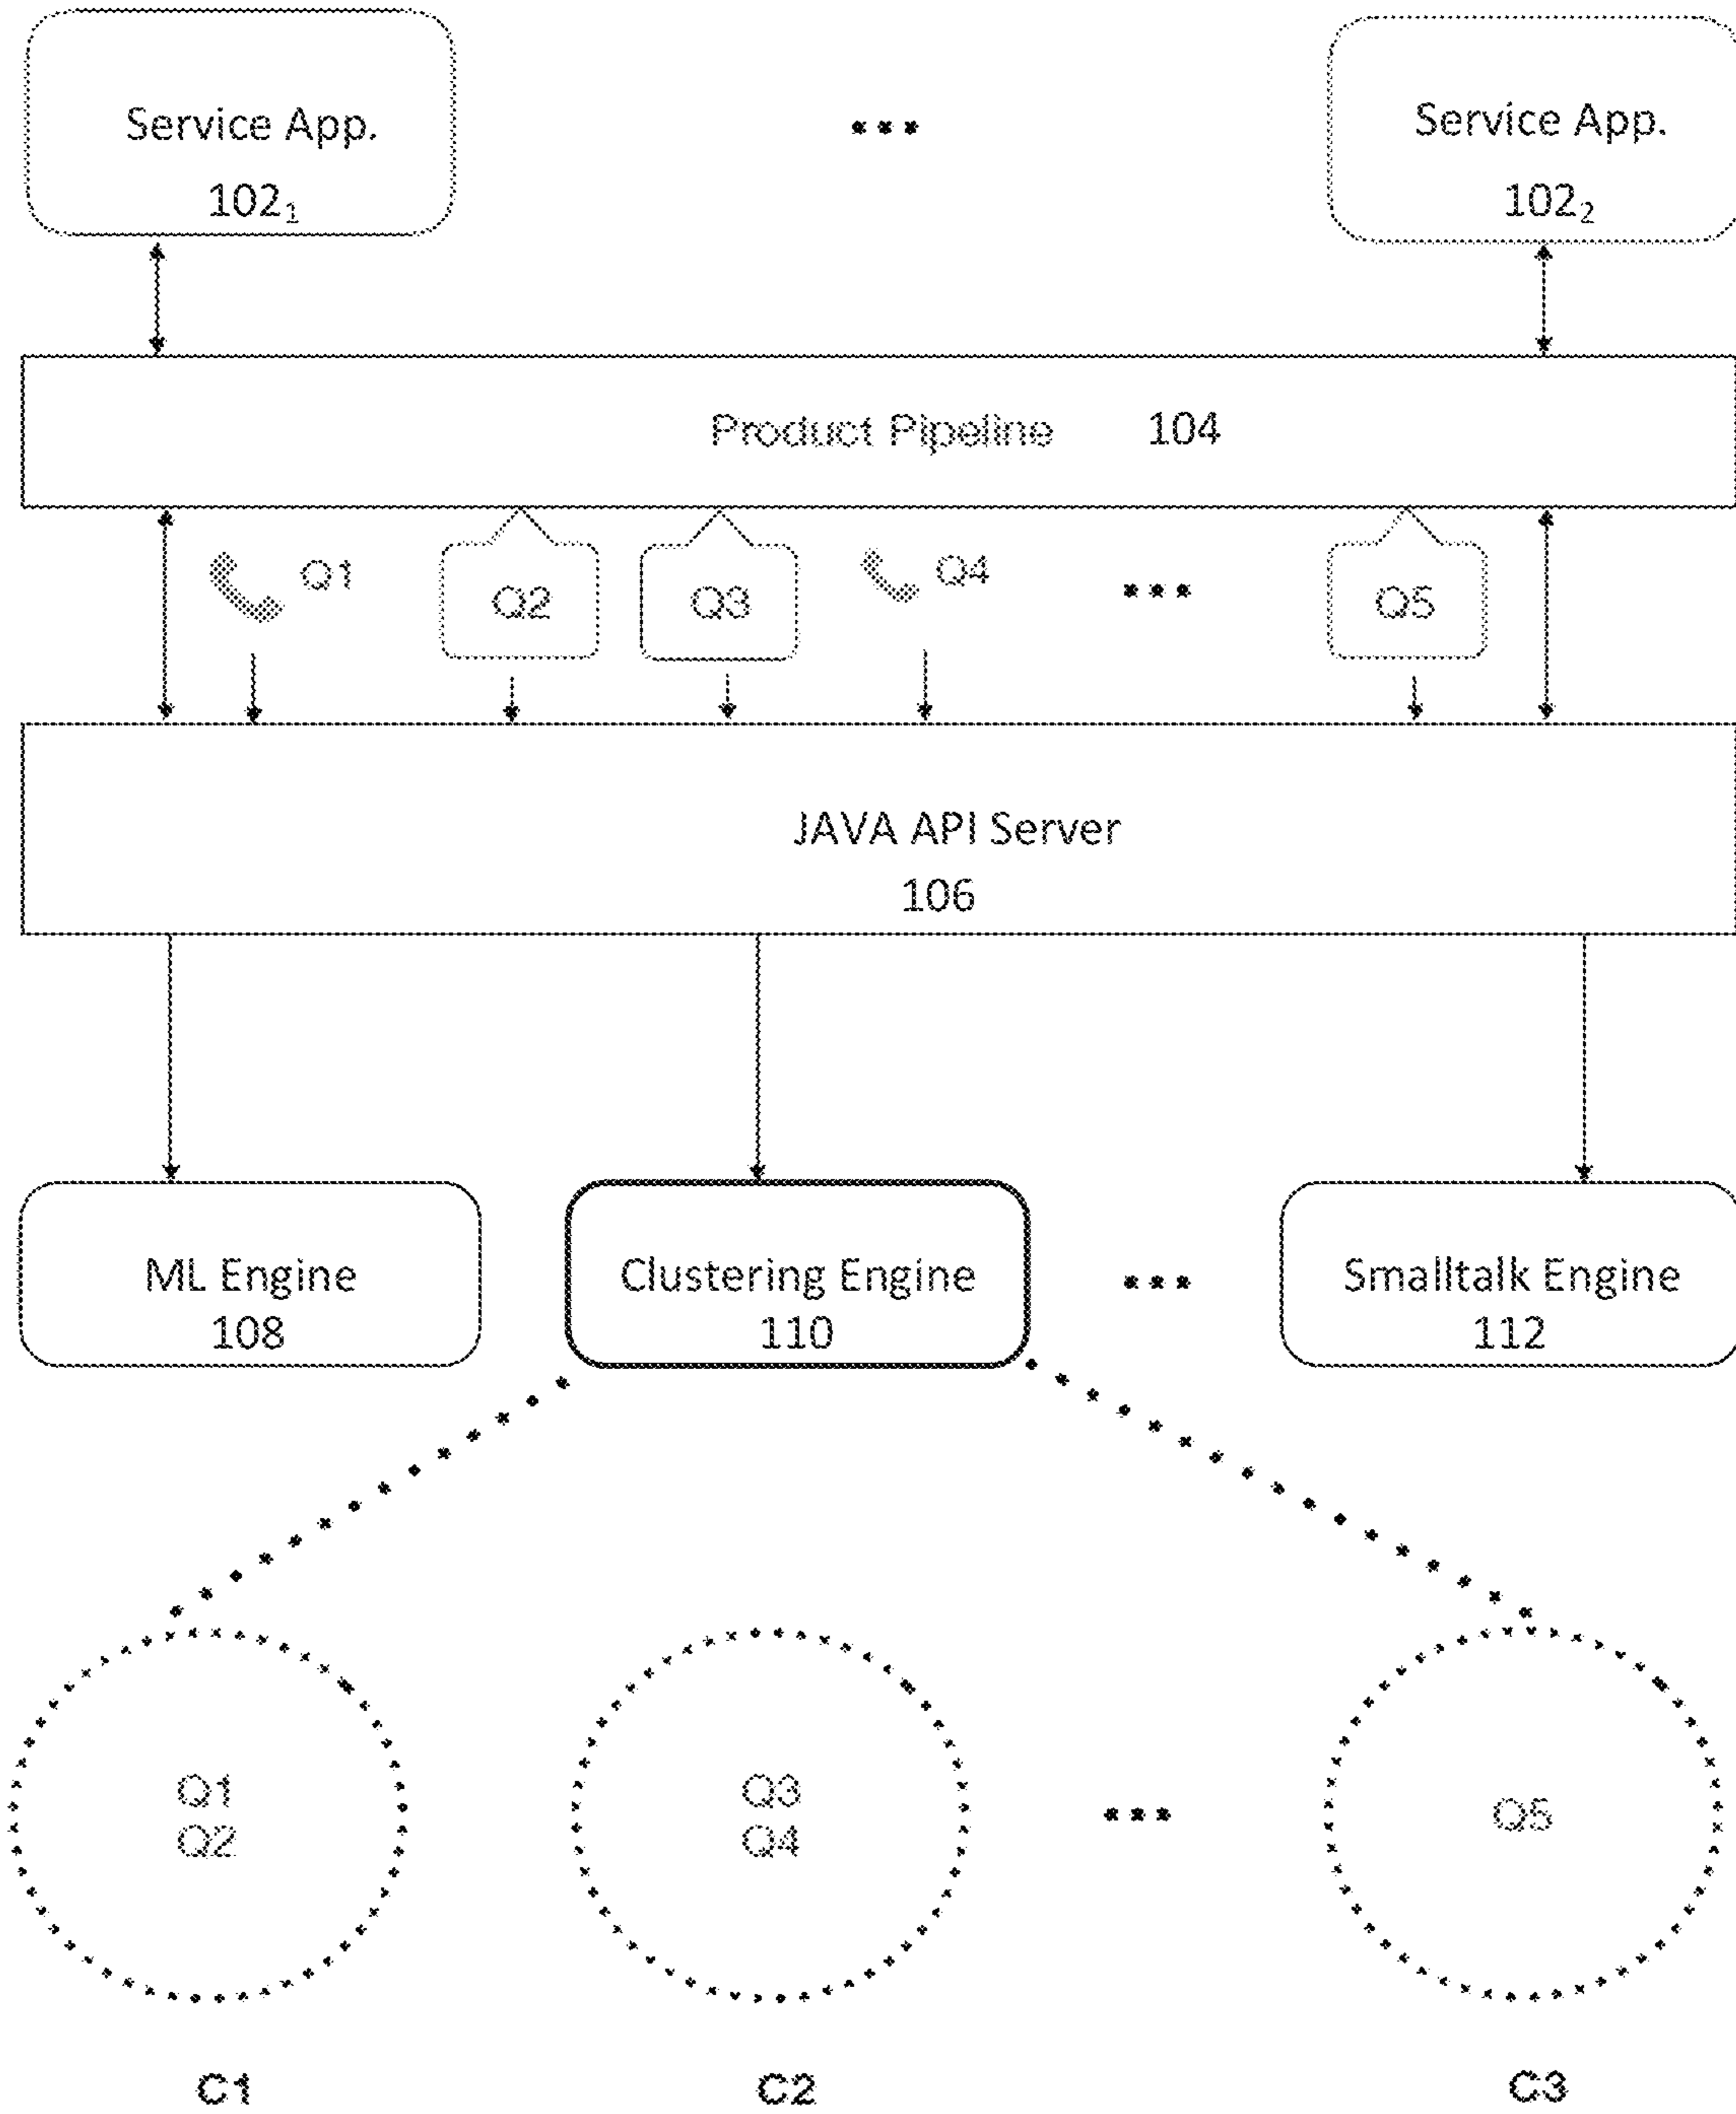 Service App.
102₁
Service App.
102₂
Product Pipeline 104
Q1
Q2
Q3
Q4
Q5
JAVA API Server
106
ML Engine
108
Clustering Engine
110
Smalltalk Engine
112
Q1
Q2
Q3
Q4
Q5
C1
C2
C3